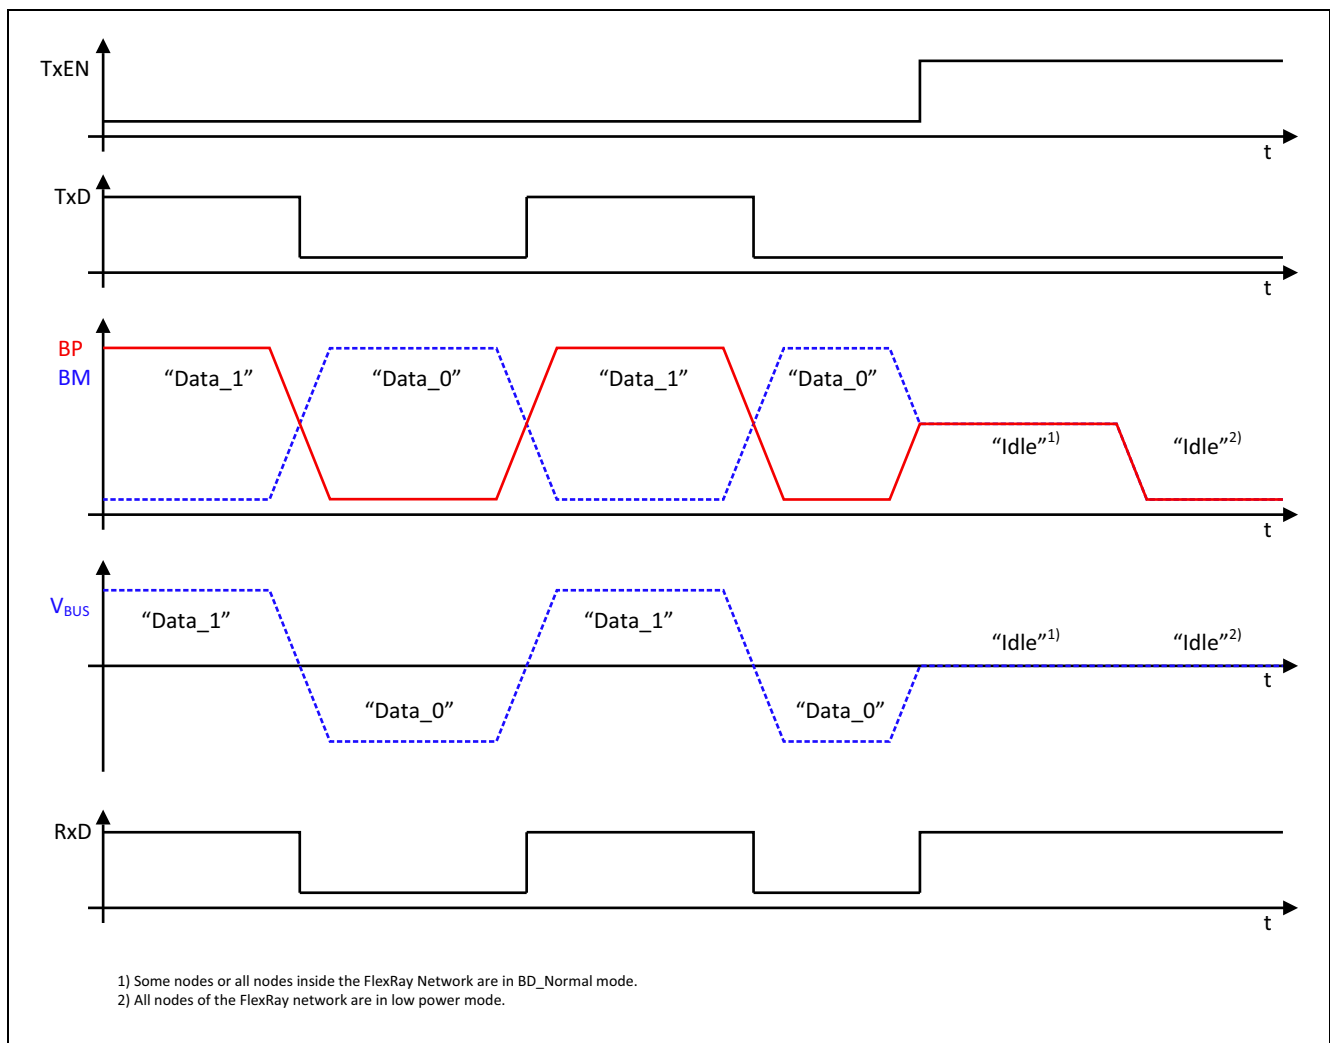 TxEN
t
TxD
t
BP
BM
“Data_1” “Data_0” “Data_1” “Data_0”
“Idle”1) “Idle”2)
t
VBUS
“Data_1” “Data_1”
“Idle”1) “Idle”2)
t
“Data_0” “Data_0”
RxD
t
1) Some nodes or all nodes inside the FlexRay Network are in BD_Normal mode.
2) All nodes of the FlexRay network are in low power mode.